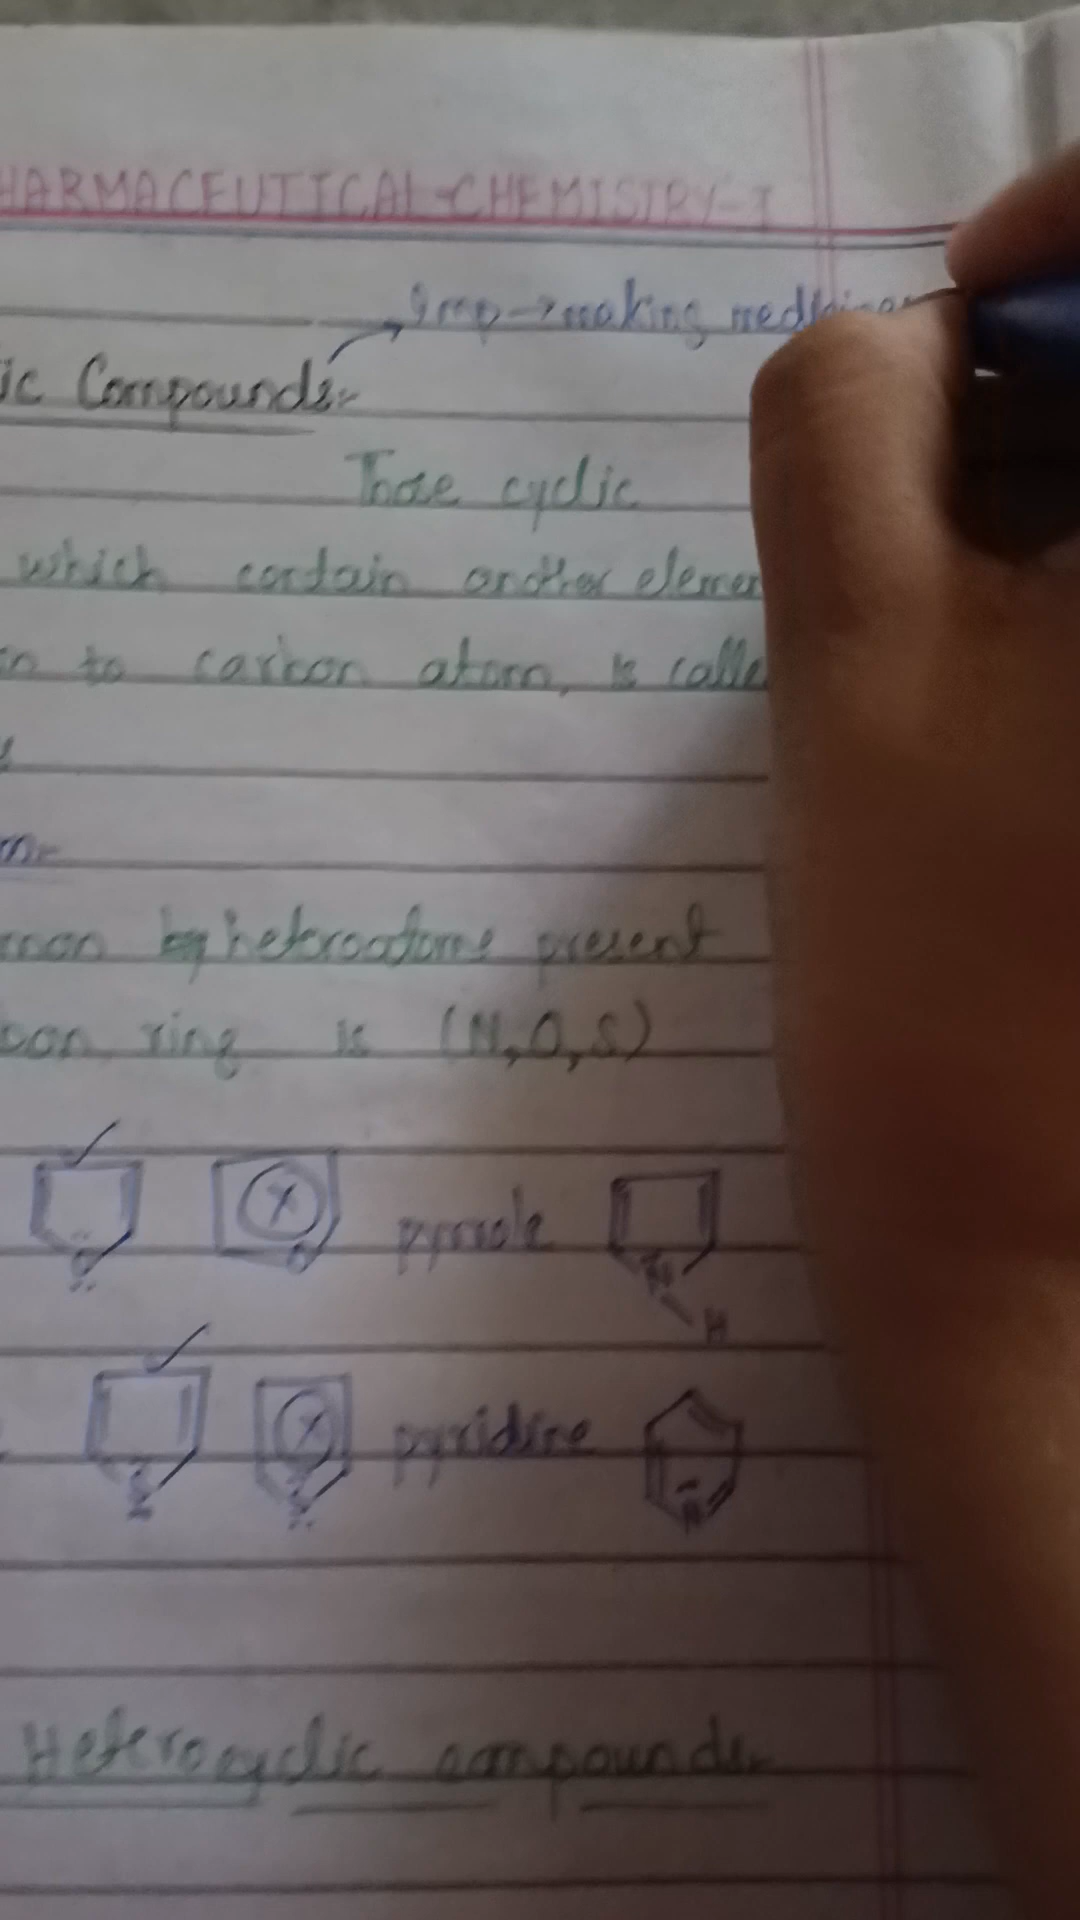 HARMACEUTICAL-CHEMISTRY-I
Imp → making
ic Compounds:-
Those cyclic
which contain another elemen
n to carbon atom, is calle
mon heteroatoms present
bon ring is (N,O,S)
x pyrrole N H
x pyridine N
Heterocyclic compounds:-